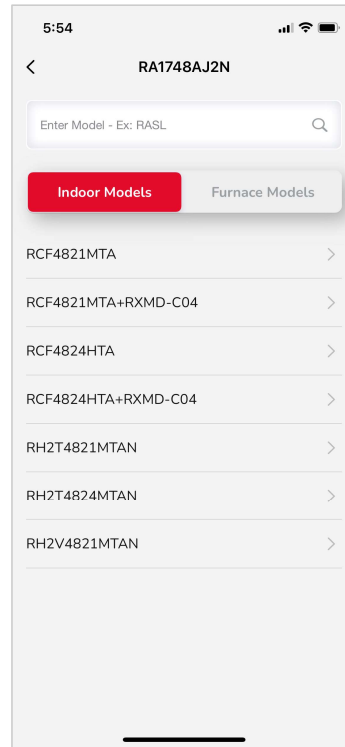 5:54
RA1748AJ2N
Enter Model - Ex: RASL
Indoor Models
Furnace Models
RCF4821MTA
RCF4821MTA+RXMD-C04
RCF4824HTA
RCF4824HTA+RXMD-C04
RH2T4821MTAN
RH2T4824MTAN
RH2V4821MTAN